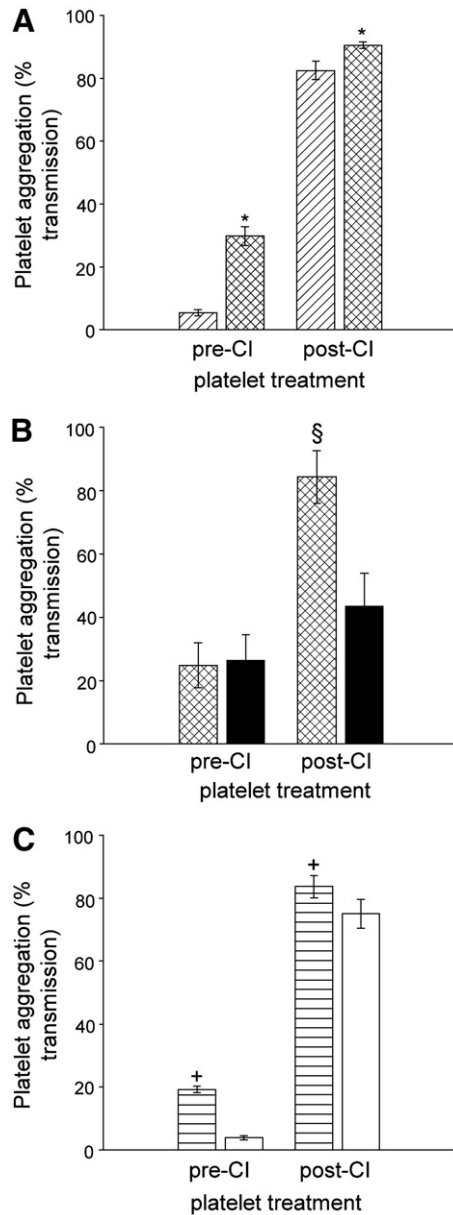 A
Platelet aggregation (%
transmission)
100
80
60
40
20
0
*
*
pre-CI post-CI
platelet treatment
B
Platelet aggregation (%
transmission)
100
80
60
40
20
0
§
pre-CI post-CI
platelet treatment
C
Platelet aggregation (%
transmission)
100
80
60
40
20
0
+
+
pre-CI post-CI
platelet treatment